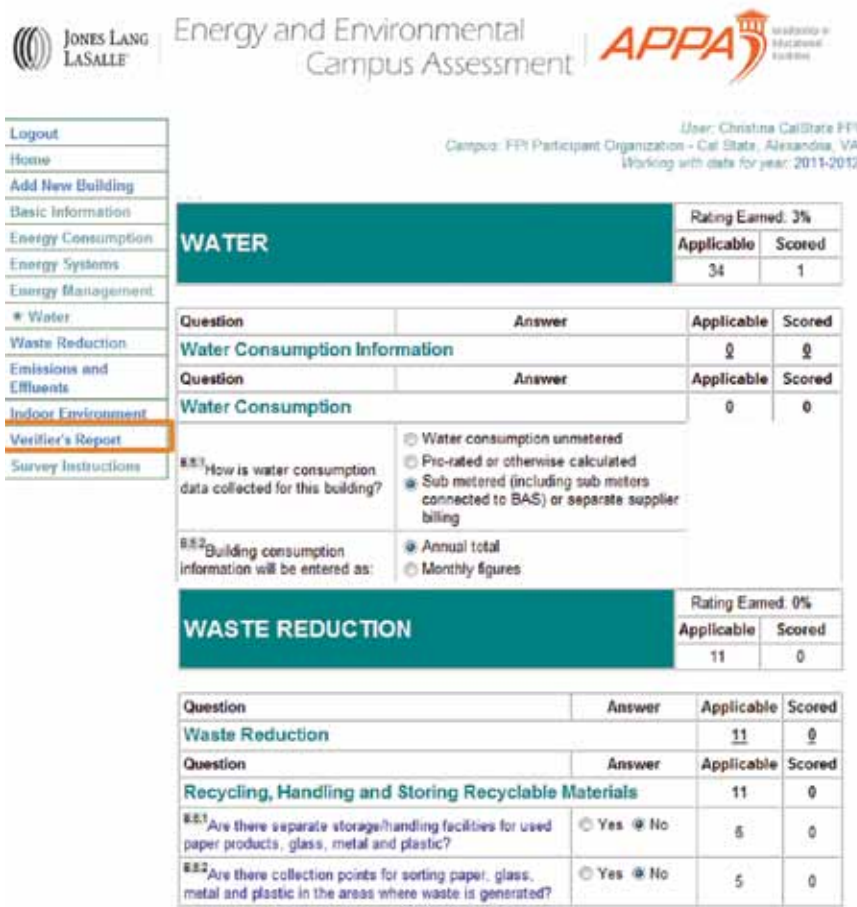 JONES LANG
LASALLE
Energy and Environmental
Campus Assessment
APPA
Leadership in
Educational
Facilities
User: Christina CalState FPI
Campus: FPI Participant Organization - Cal State, Alexandria, VA
Working with data for year: 2011-2012
Logout
Home
Add New Building
Basic Information
Energy Consumption
Energy Systems
Energy Management
Water
Waste Reduction
Emissions and
Effluents
Indoor Environment
Verifier's Report
Survey Instructions
WATER
Rating Earned: 3%
Applicable Scored
34 1
Question Answer Applicable Scored
Water Consumption Information 0 0
Question Answer Applicable Scored
Water Consumption 0 0
How is water consumption
data collected for this building?
Water consumption unmetered
Pro-rated or otherwise calculated
Sub metered (including sub meters
connected to BAS) or separate supplier
billing
Building consumption
information will be entered as:
Annual total
Monthly figures
WASTE REDUCTION
Rating Earned: 0%
Applicable Scored
11 0
Question Answer Applicable Scored
Waste Reduction 11 0
Question Answer Applicable Scored
Recycling, Handling and Storing Recyclable Materials 11 0
Are there separate storage/handling facilities for used Yes No
paper products, glass, metal and plastic? 0
Are there collection points for sorting paper, glass, Yes No
metal and plastic in the areas where waste is generated? 5 0